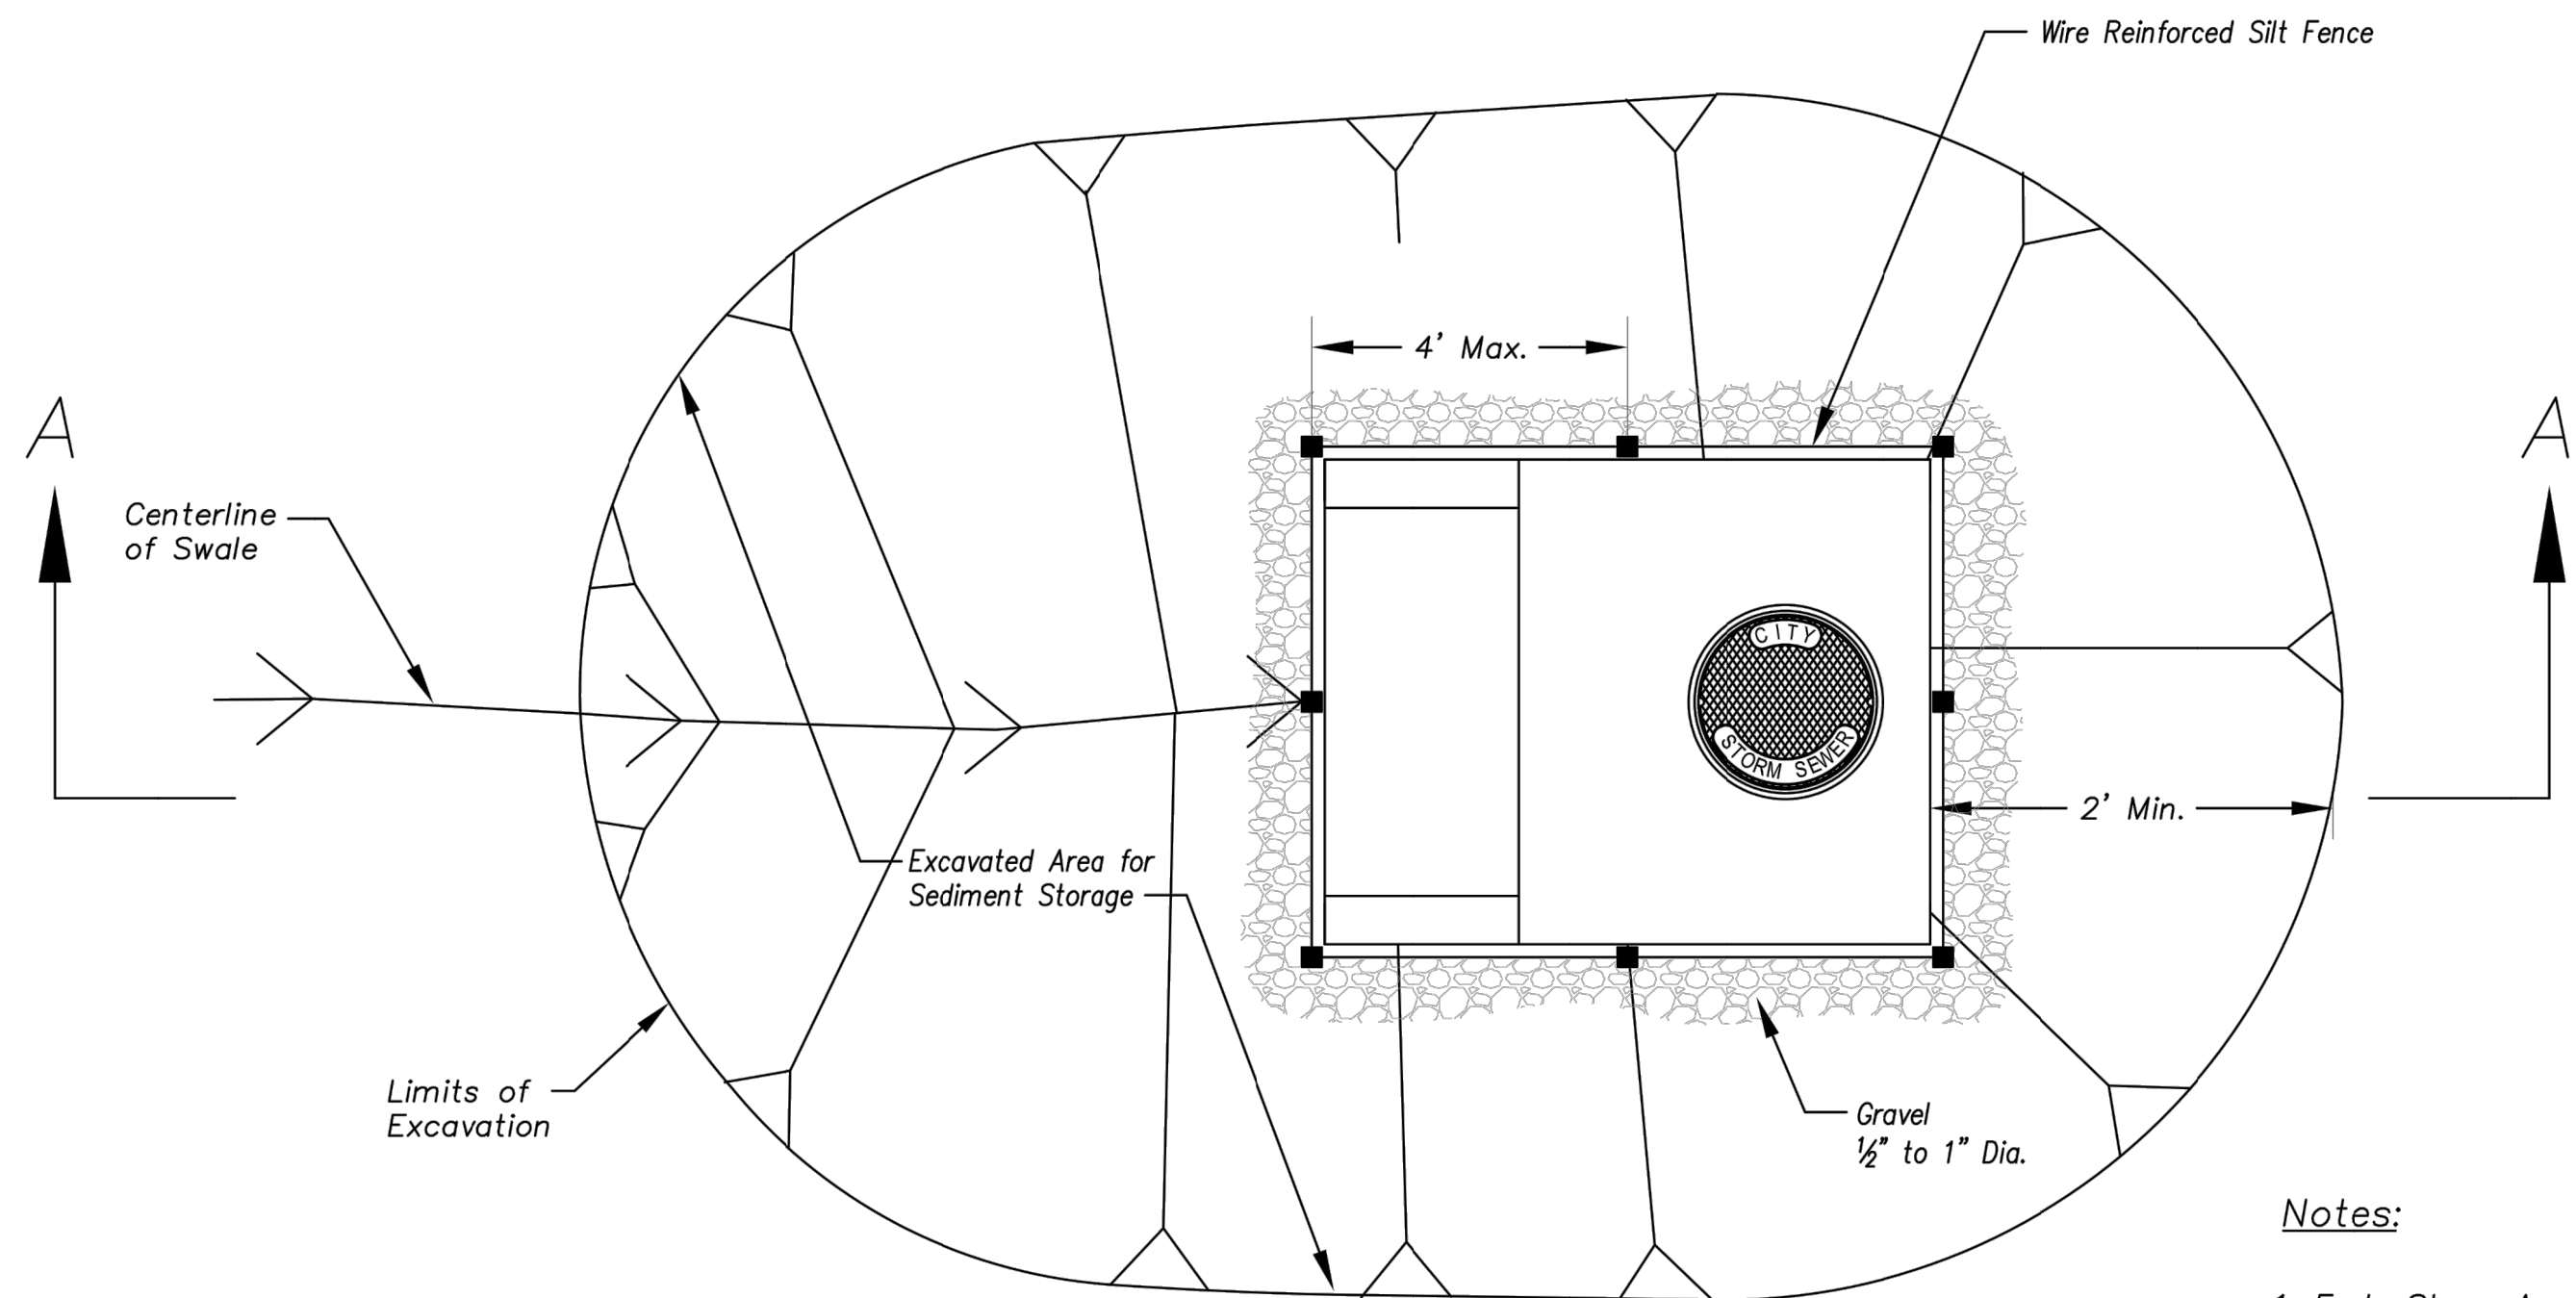 Wire Reinforced Silt Fence
4' Max.
A
A
Centerline
of Swale
CITY
STORM SEWER
2' Min.
Excavated Area for
Sediment Storage
Limits of
Excavation
Gravel
½" to 1" Dia.
Notes: